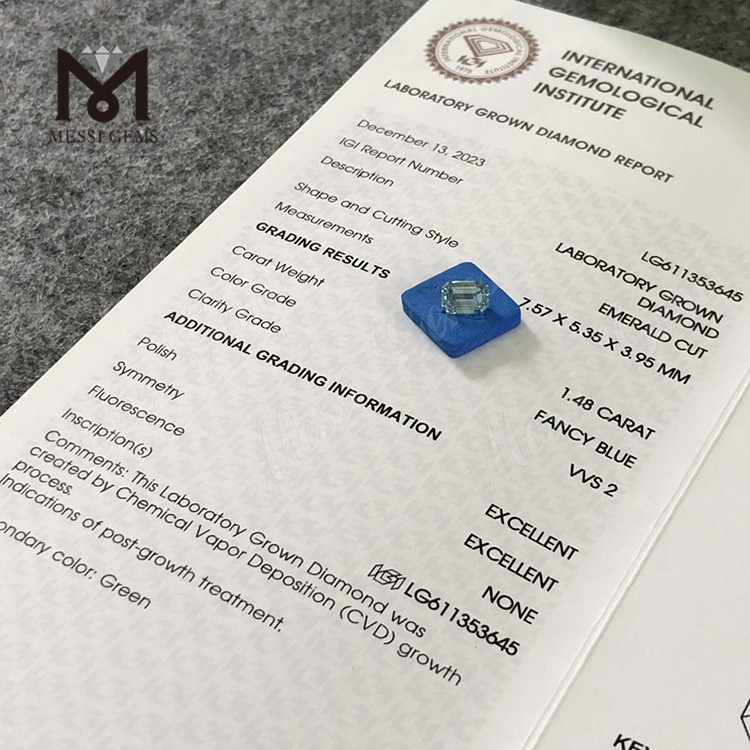 MESSI GEMS
INTERNATIONAL
GEMOLOGICAL
INSTITUTE
LABORATORY GROWN DIAMOND REPORT
December 13, 2023
IGI Report Number LG611353645
Description LABORATORY GROWN
DIAMOND
Shape and Cutting Style EMERALD CUT
Measurements 7.57 X 5.35 X 3.95 MM
GRADING RESULTS
Carat Weight 1.48 CARAT
Color Grade FANCY BLUE
Clarity Grade VVS 2
ADDITIONAL GRADING INFORMATION
Polish EXCELLENT
Symmetry EXCELLENT
Fluorescence NONE
Inscription(s) IGI LG611353645
Comments: This Laboratory Grown Diamond was
created by Chemical Vapor Deposition (CVD) growth
process.
Indications of post-growth treatment.
color: Green